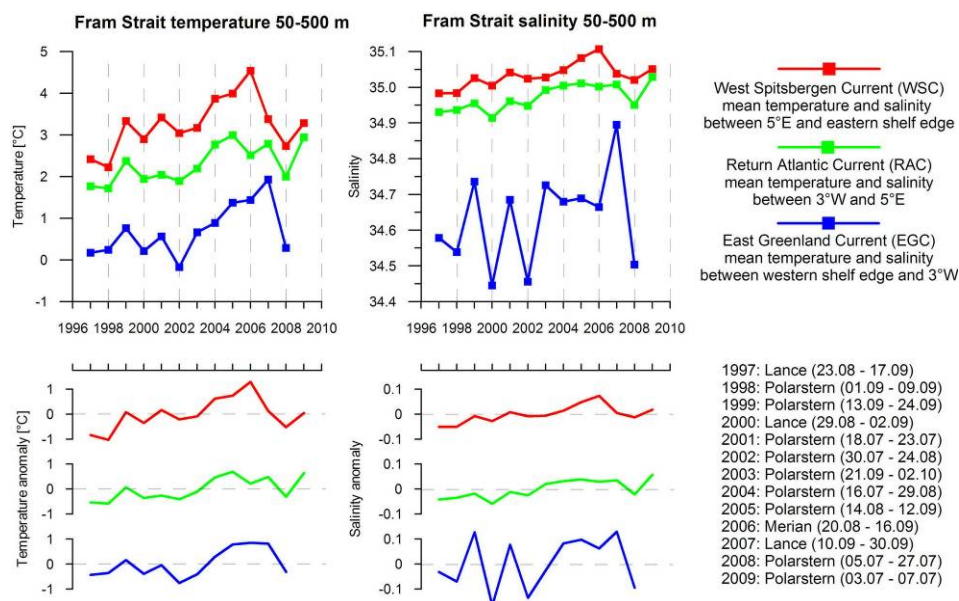 Fram Strait temperature 50-500 m
Temperature [°C]
5
4
3
2
1
0
-1
1996 1998 2000 2002 2004 2006 2008 2010
Fram Strait salinity 50-500 m
Salinity
35.1
35.0
34.9
34.8
34.7
34.6
34.5
34.4
1996 1998 2000 2002 2004 2006 2008 2010
West Spitsbergen Current (WSC)
mean temperature and salinity
between 5°E and eastern shelf edge
Return Atlantic Current (RAC)
mean temperature and salinity
between 3°W and 5°E
East Greenland Current (EGC)
mean temperature and salinity
between western shelf edge and 3°W
Temperature anomaly [°C]
1
0
-1
1
0
-1
1
0
-1
Salinity anomaly
0.1
0
-0.1
0.1
0
-0.1
0.1
0
0.1
1997: Lance (23.08 - 17.09)
1998: Polarstern (01.09 - 09.09)
1999: Polarstern (13.09 - 24.09)
2000: Lance (29.08 - 02.09)
2001: Polarstern (18.07 - 23.07)
2002: Polarstern (30.07 - 24.08)
2003: Polarstern (21.09 - 02.10)
2004: Polarstern (16.07 - 29.08)
2005: Polarstern (14.08 - 12.09)
2006: Merian (20.08 - 16.09)
2007: Lance (10.09 - 30.09)
2008: Polarstern (05.07 - 27.07)
2009: Polarstern (03.07 - 07.07)